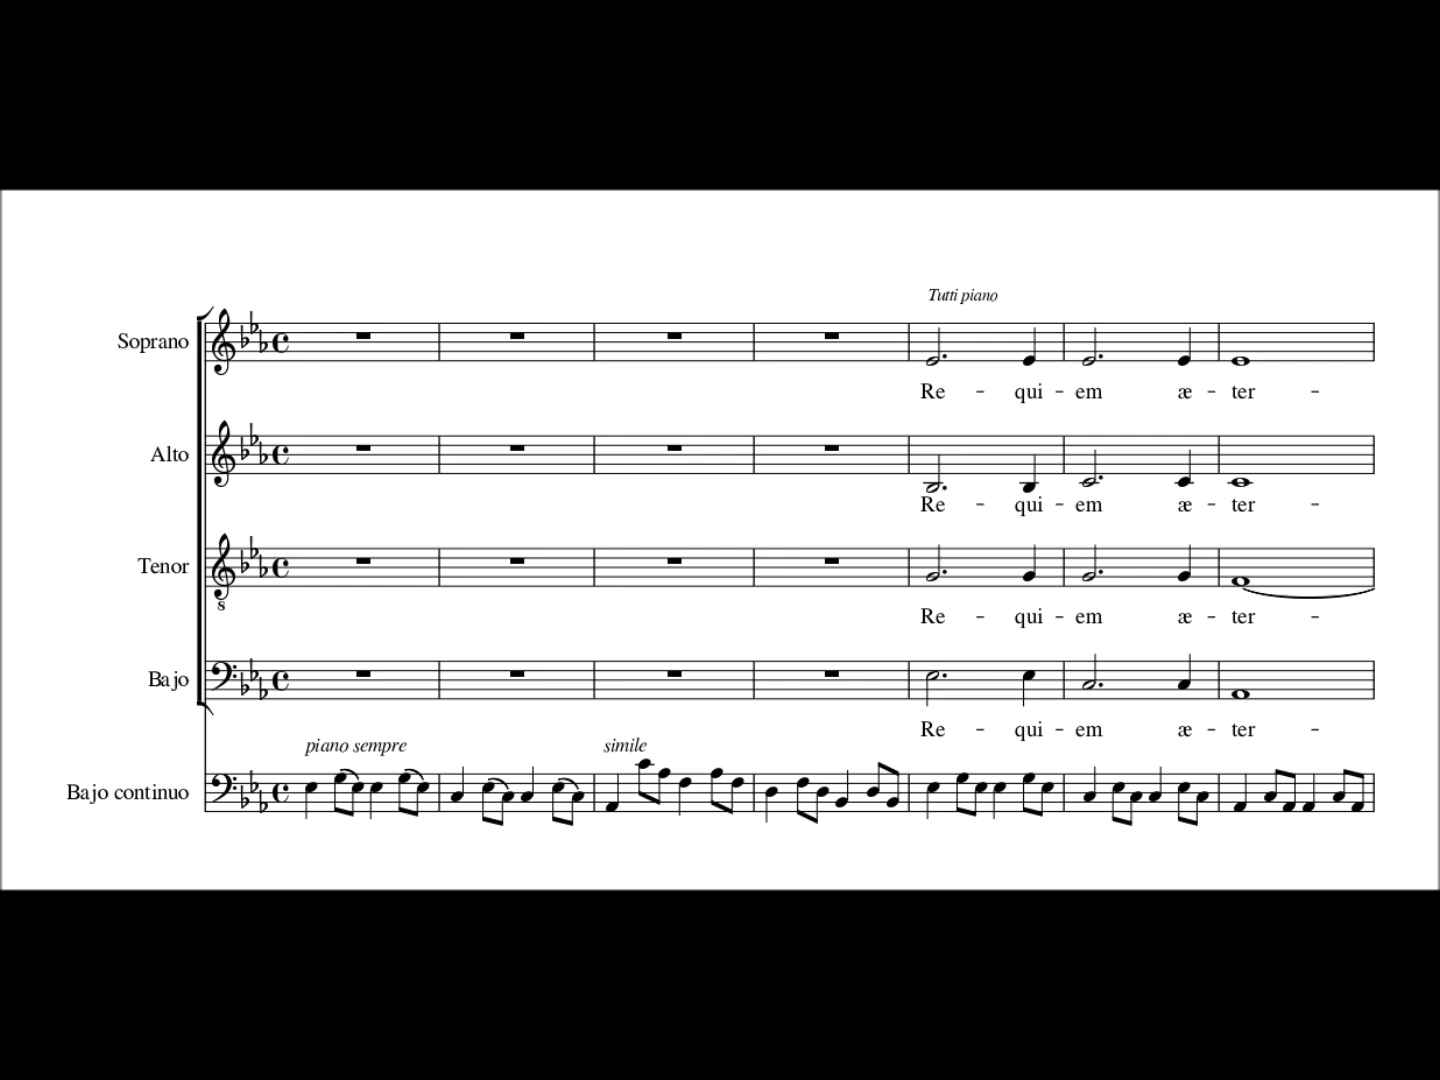 Tutti piano
Soprano
Re - qui - em æ - ter -
Alto
Re - qui - em æ - ter -
Tenor
8
Re - qui - em æ - ter -
Bajo
Re - qui - em æ - ter -
piano sempre simile
Bajo continuo